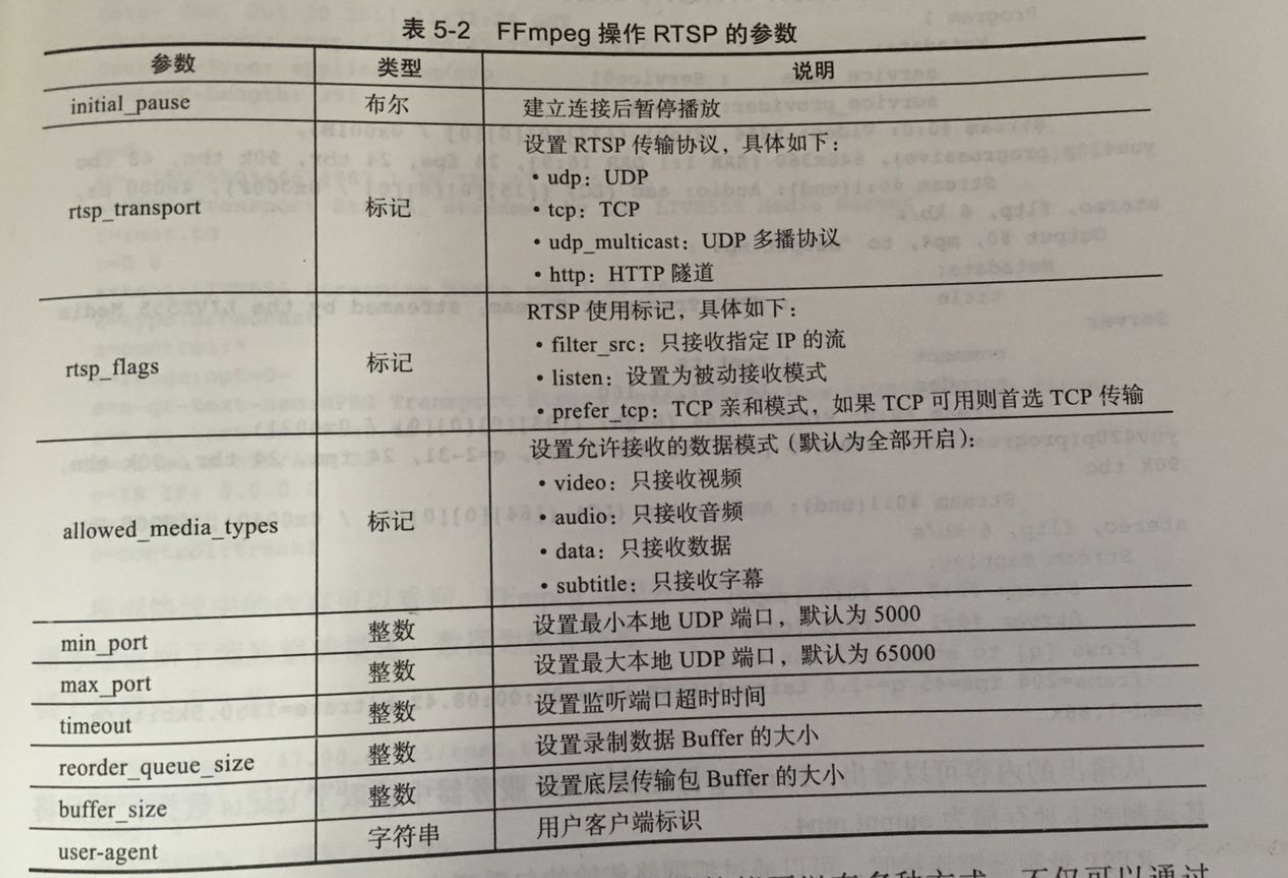 表 5-2 FFmpeg 操作 RTSP 的参数
参数 类型 说明
initial_pause 布尔 建立连接后暂停播放
rtsp_transport 标记 设置 RTSP 传输协议，具体如下：
• udp：UDP
• tcp：TCP
• udp_multicast：UDP 多播协议
• http：HTTP 隧道
rtsp_flags 标记 RTSP 使用标记，具体如下：
• filter_src：只接收指定 IP 的流
• listen：设置为被动接收模式
• prefer_tcp：TCP 亲和模式，如果 TCP 可用则首选 TCP 传输
allowed_media_types 标记 设置允许接收的数据模式（默认为全部开启）：
• video：只接收视频
• audio：只接收音频
• data：只接收数据
• subtitle：只接收字幕
min_port 整数 设置最小本地 UDP 端口，默认为 5000
max_port 整数 设置最大本地 UDP 端口，默认为 65000
timeout 整数 设置监听端口超时时间
reorder_queue_size 整数 设置录制数据 Buffer 的大小
buffer_size 整数 设置底层传输包 Buffer 的大小
user-agent 字符串 用户客户端标识
有多种方式，不仅可以通过